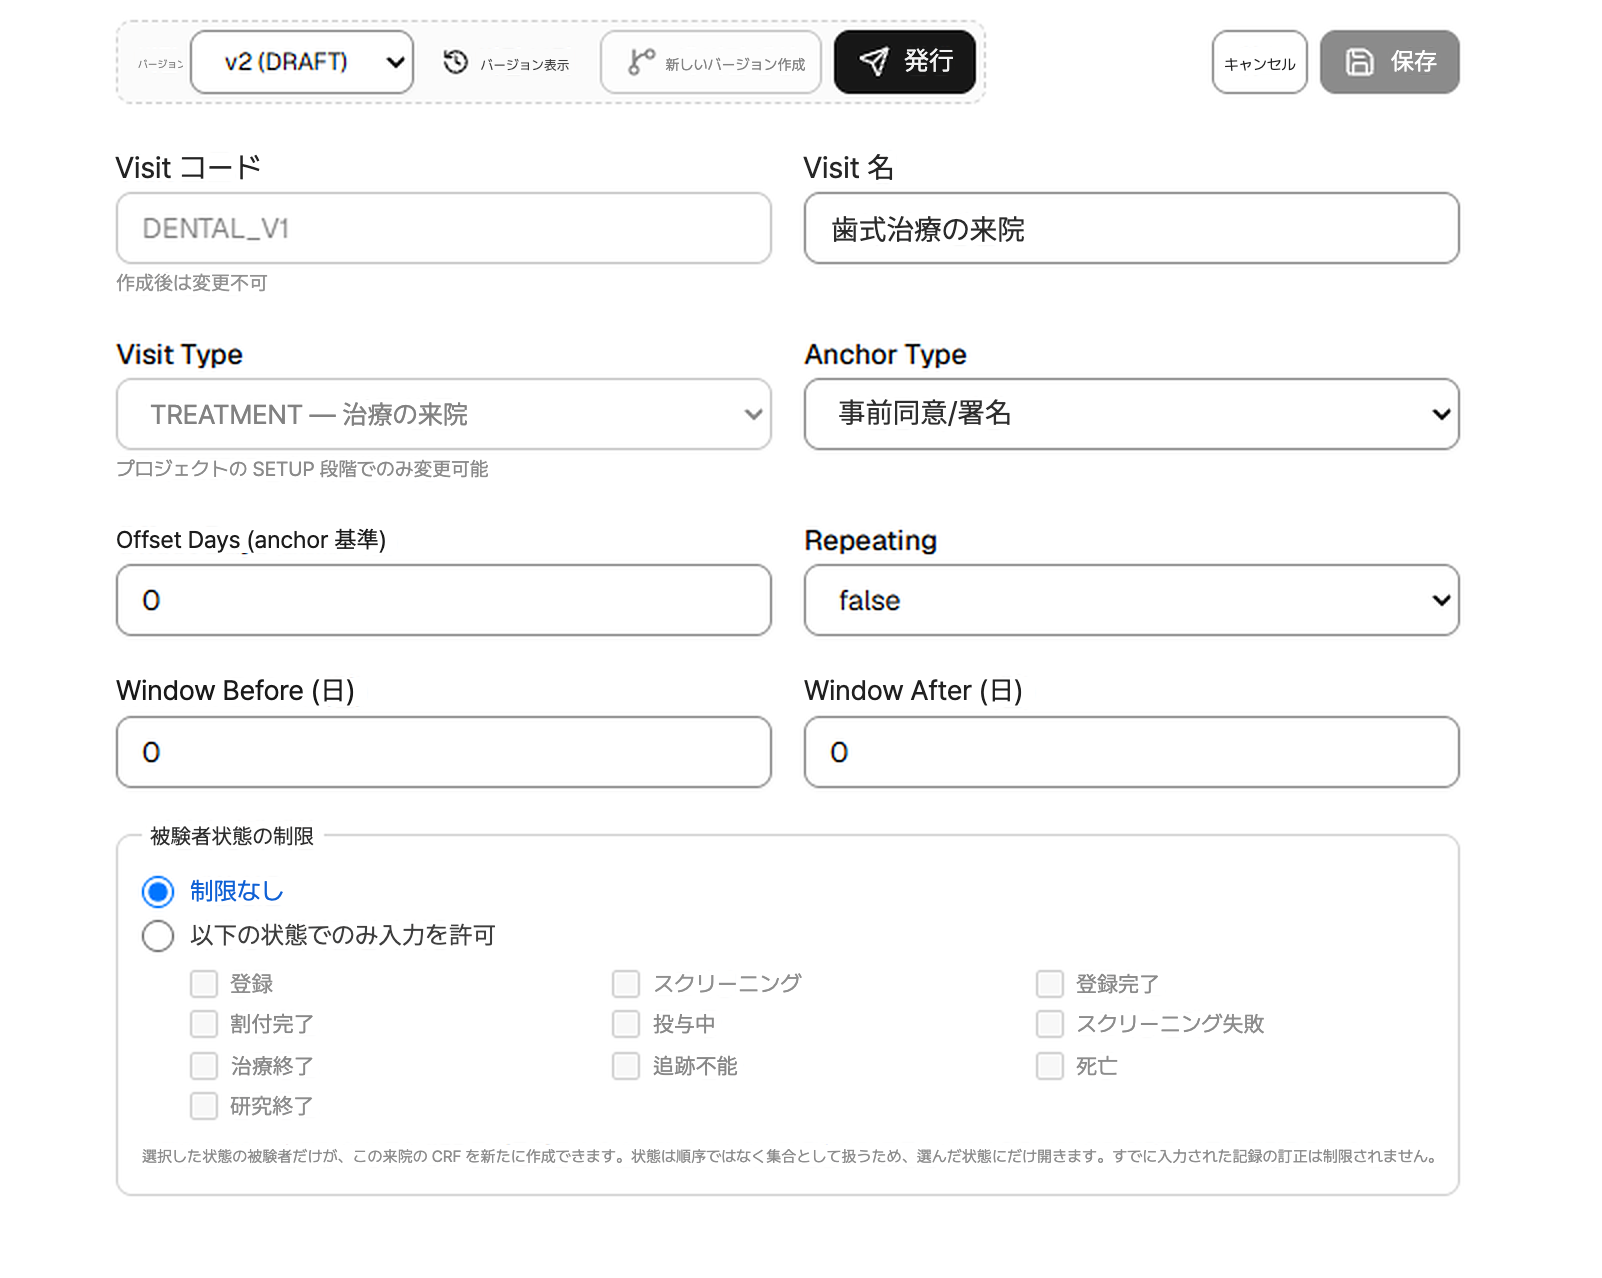 バージョン v2 (DRAFT) バージョン表示 新しいバージョン作成 発行 キャンセル 保存
Visit コード Visit 名
DENTAL_V1 歯式治療の来院
作成後は変更不可
Visit Type Anchor Type
TREATMENT — 治療の来院 事前同意/署名
プロジェクトの SETUP 段階でのみ変更可能
Offset Days (anchor 基準) Repeating
0 false
Window Before (日) Window After (日)
0 0
被験者状態の制限
制限なし
以下の状態でのみ入力を許可
登録 スクリーニング 登録完了
割付完了 投与中 スクリーニング失敗
治療終了 追跡不能 死亡
研究終了
選択した状態の被験者だけが、この来院の CRF を新たに作成できます。状態は順序ではなく集合として扱うため、選んだ状態にだけ開きます。すでに入力された記録の訂正は制限されません。